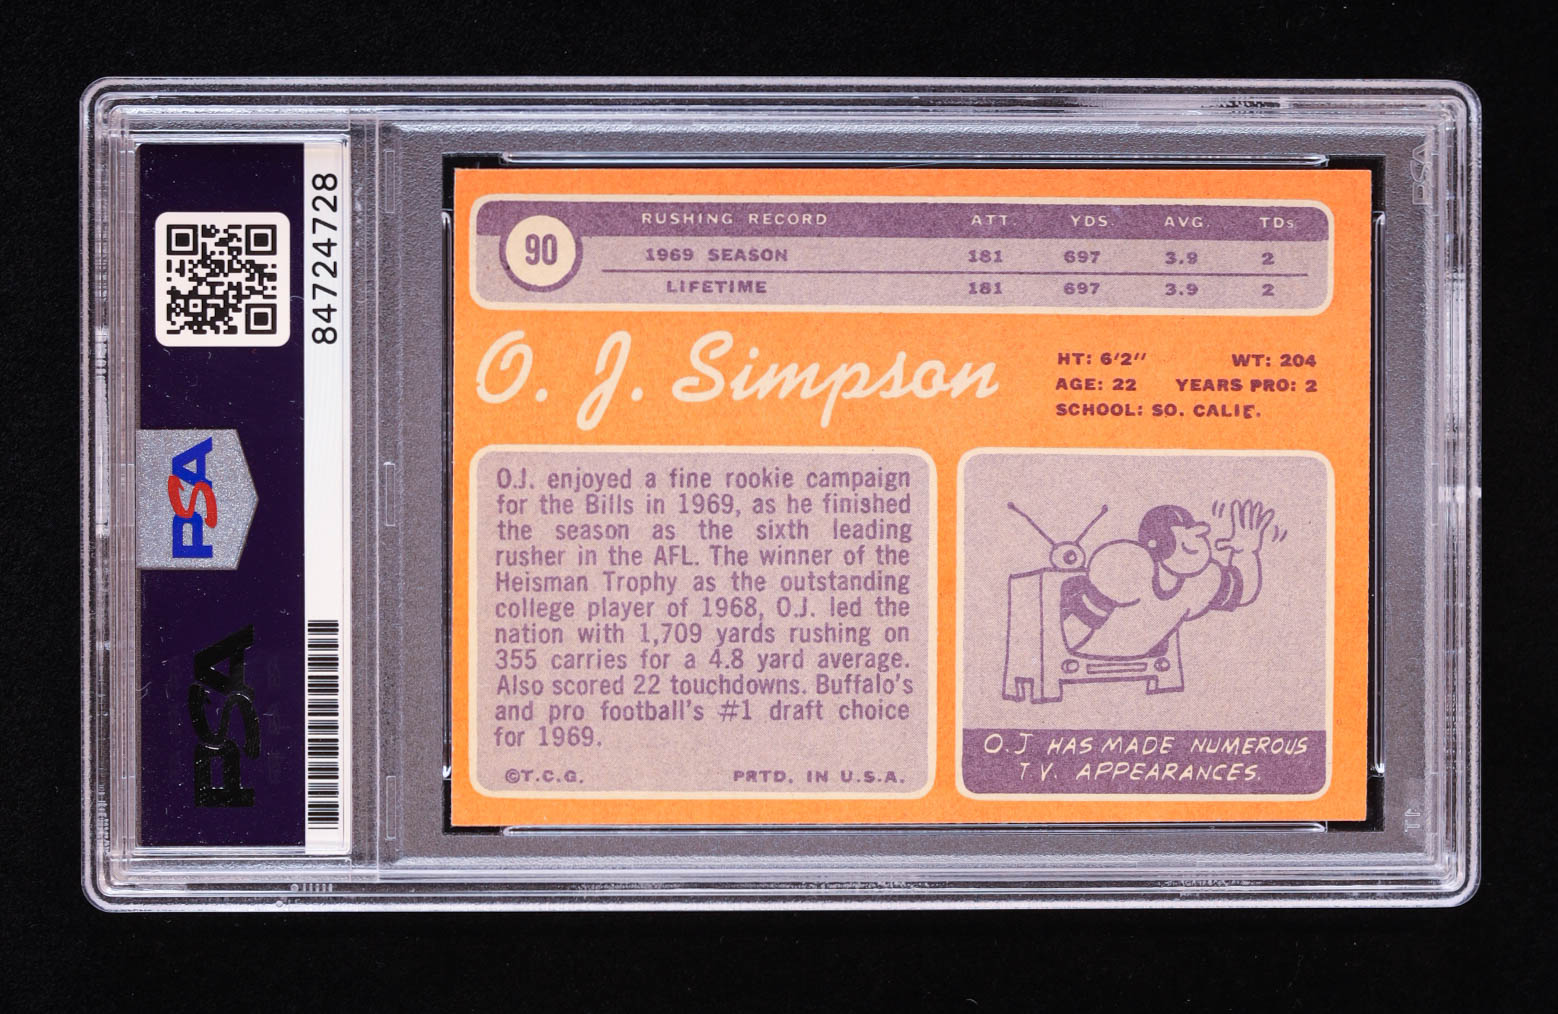 84724728
PSA
PSA
90
RUSHING RECORD ATT. YDS. AVG. TDs
1969 SEASON 181 697 3.9 2
LIFETIME 181 697 3.9 2
O. J. Simpson
HT: 6'2" WT: 204
AGE: 22 YEARS PRO: 2
SCHOOL: SO. CALIF.
O.J. enjoyed a fine rookie campaign
for the Bills in 1969, as he finished
the season as the sixth leading
rusher in the AFL. The winner of the
Heisman Trophy as the outstanding
college player of 1968, O.J. led the
nation with 1,709 yards rushing on
355 carries for a 4.8 yard average.
Also scored 22 touchdowns. Buffalo's
and pro football's #1 draft choice
for 1969.
©T.C.G. PRTD. IN U.S.A.
O.J HAS MADE NUMEROUS
TV. APPEARANCES.
PSA
11